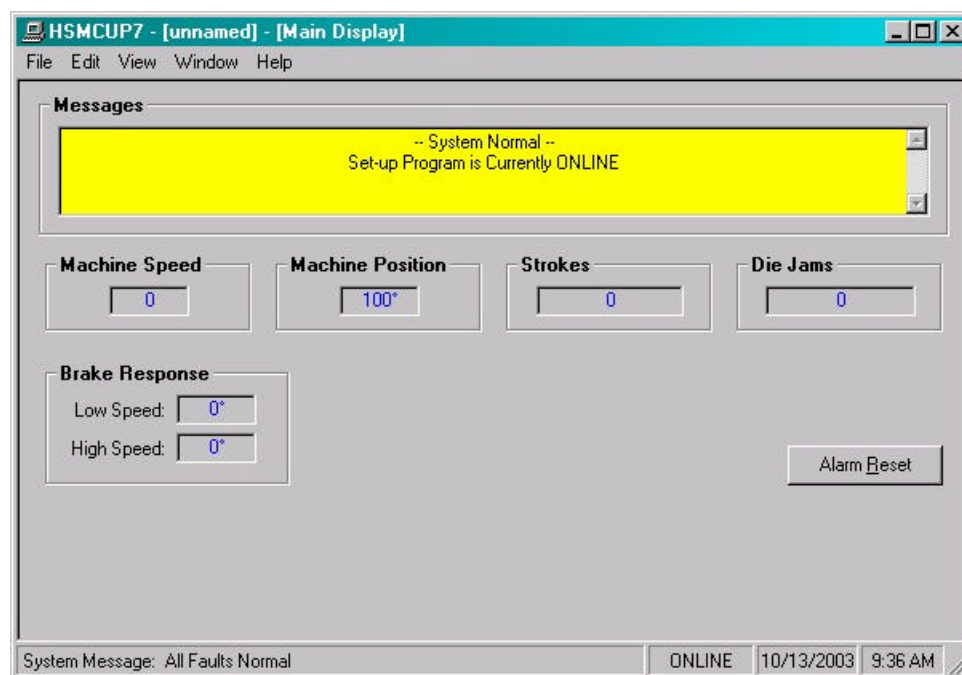 HSMCUP7 - [unnamed] - [Main Display]
File Edit View Window Help
Messages
-- System Normal --
Set-up Program is Currently ONLINE
Machine Speed
0
Machine Position
100°
Strokes
0
Die Jams
0
Brake Response
Low Speed: 0°
High Speed: 0°
Alarm Reset
System Message: All Faults Normal ONLINE 10/13/2003 9:36 AM